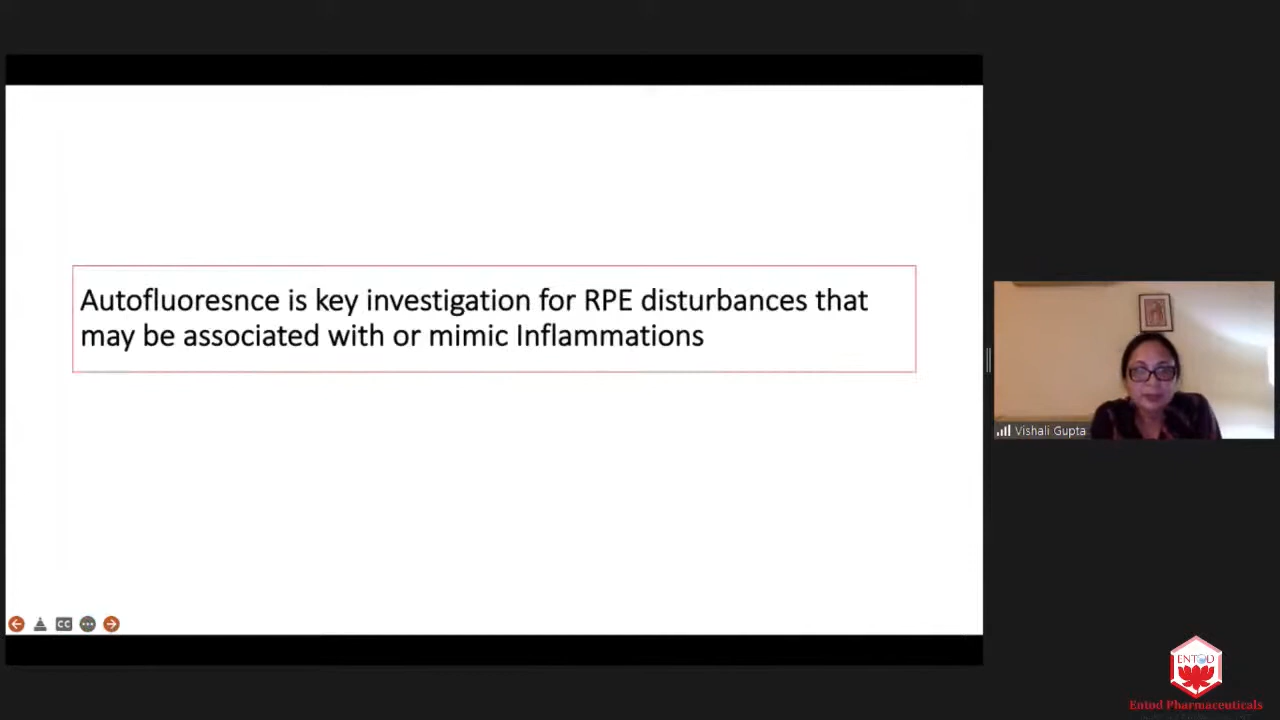 Autofluoresnce is key investigation for RPE disturbances that
may be associated with or mimic Inflammations
CC
Vishali Gupta
ENTOD
Entod Pharmaceuticals